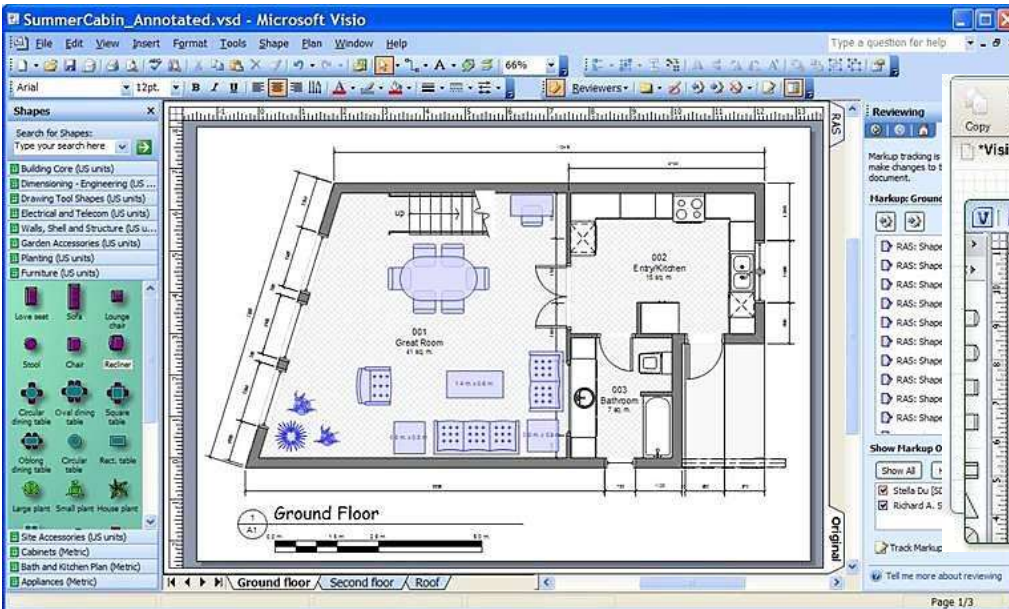 SummerCabin_Annotated.vsd - Microsoft Visio
File Edit View Insert Format Tools Shape Plan Window Help
Type a question for help
66%
Arial 12pt. B I U Reviewers
Shapes
Search for Shapes:
Type your search here
Building Core (US units)
Dimensioning - Engineering (US ...
Drawing Tool Shapes (US units)
Electrical and Telecom (US units)
Walls, Shell and Structure (US u...
Garden Accessories (US units)
Planting (US units)
Furniture (US units)
Love seat Sofa Lounge chair
Stool Chair Recliner
Circular dining table Oval dining table Square table
Oblong dining table Circular table Rect. table
Large plant Small plant House plant
Site Accessories (US units)
Cabinets (Metric)
Bath and Kitchen Plan (Metric)
Appliances (Metric)
up
002
Entry/Kitchen
001
Great Room
41 sq. m.
003
Bathroom
7 sq. m.
1
A1
Ground Floor
RAS
Original
Ground floor Second floor Roof
Reviewing
Markup tracking is
make changes to t
document.
Markup: Ground
RAS: Shape
RAS: Shape
RAS: Shape
RAS: Shape
RAS: Shape
RAS: Shape
RAS: Shape
RAS: Shape
RAS: Shape
RAS: Shape
Show Markup O
Show All
Stella Du [SD
Richard A. S
Track Markup
Tell me more about reviewing
Copy
*Visi
V
Page 1/3